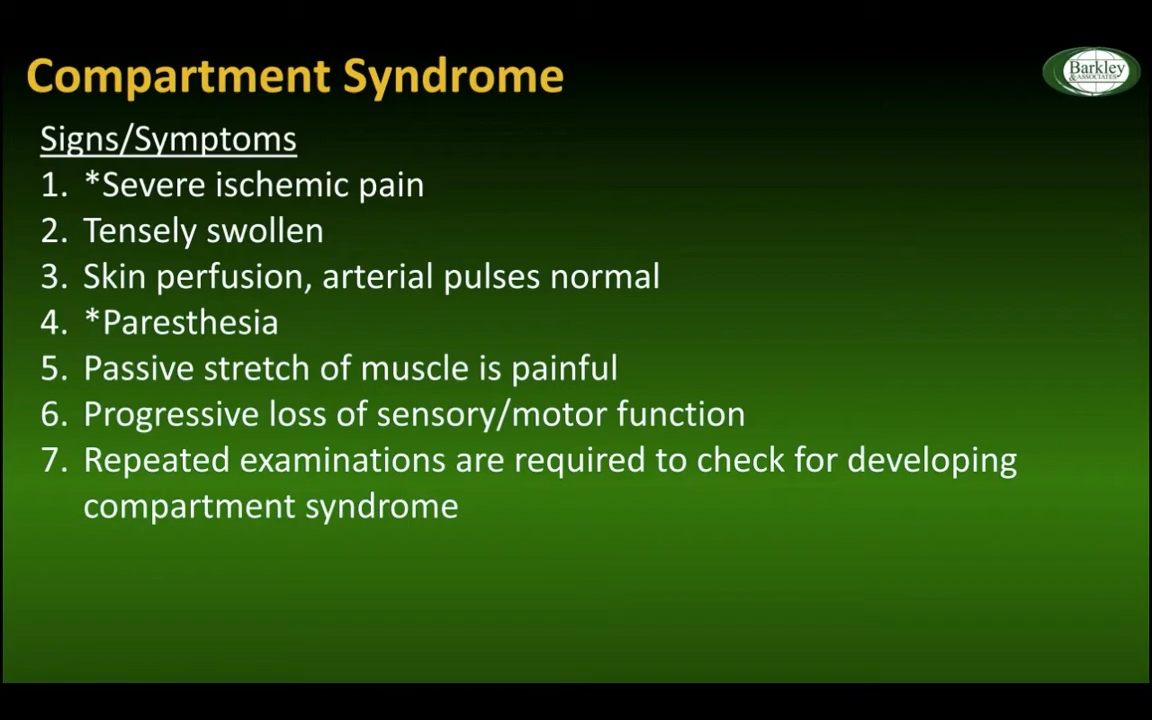 Compartment Syndrome
Barkley
& ASSOCIATES
Signs/Symptoms
1. *Severe ischemic pain
2. Tensely swollen
3. Skin perfusion, arterial pulses normal
4. *Paresthesia
5. Passive stretch of muscle is painful
6. Progressive loss of sensory/motor function
7. Repeated examinations are required to check for developing
compartment syndrome